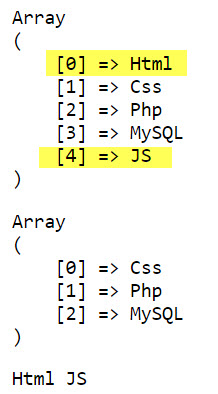 Array
(
    [0] => Html
    [1] => Css
    [2] => Php
    [3] => MySQL
    [4] => JS
)

Array
(
    [0] => Css
    [1] => Php
    [2] => MySQL
)

Html JS